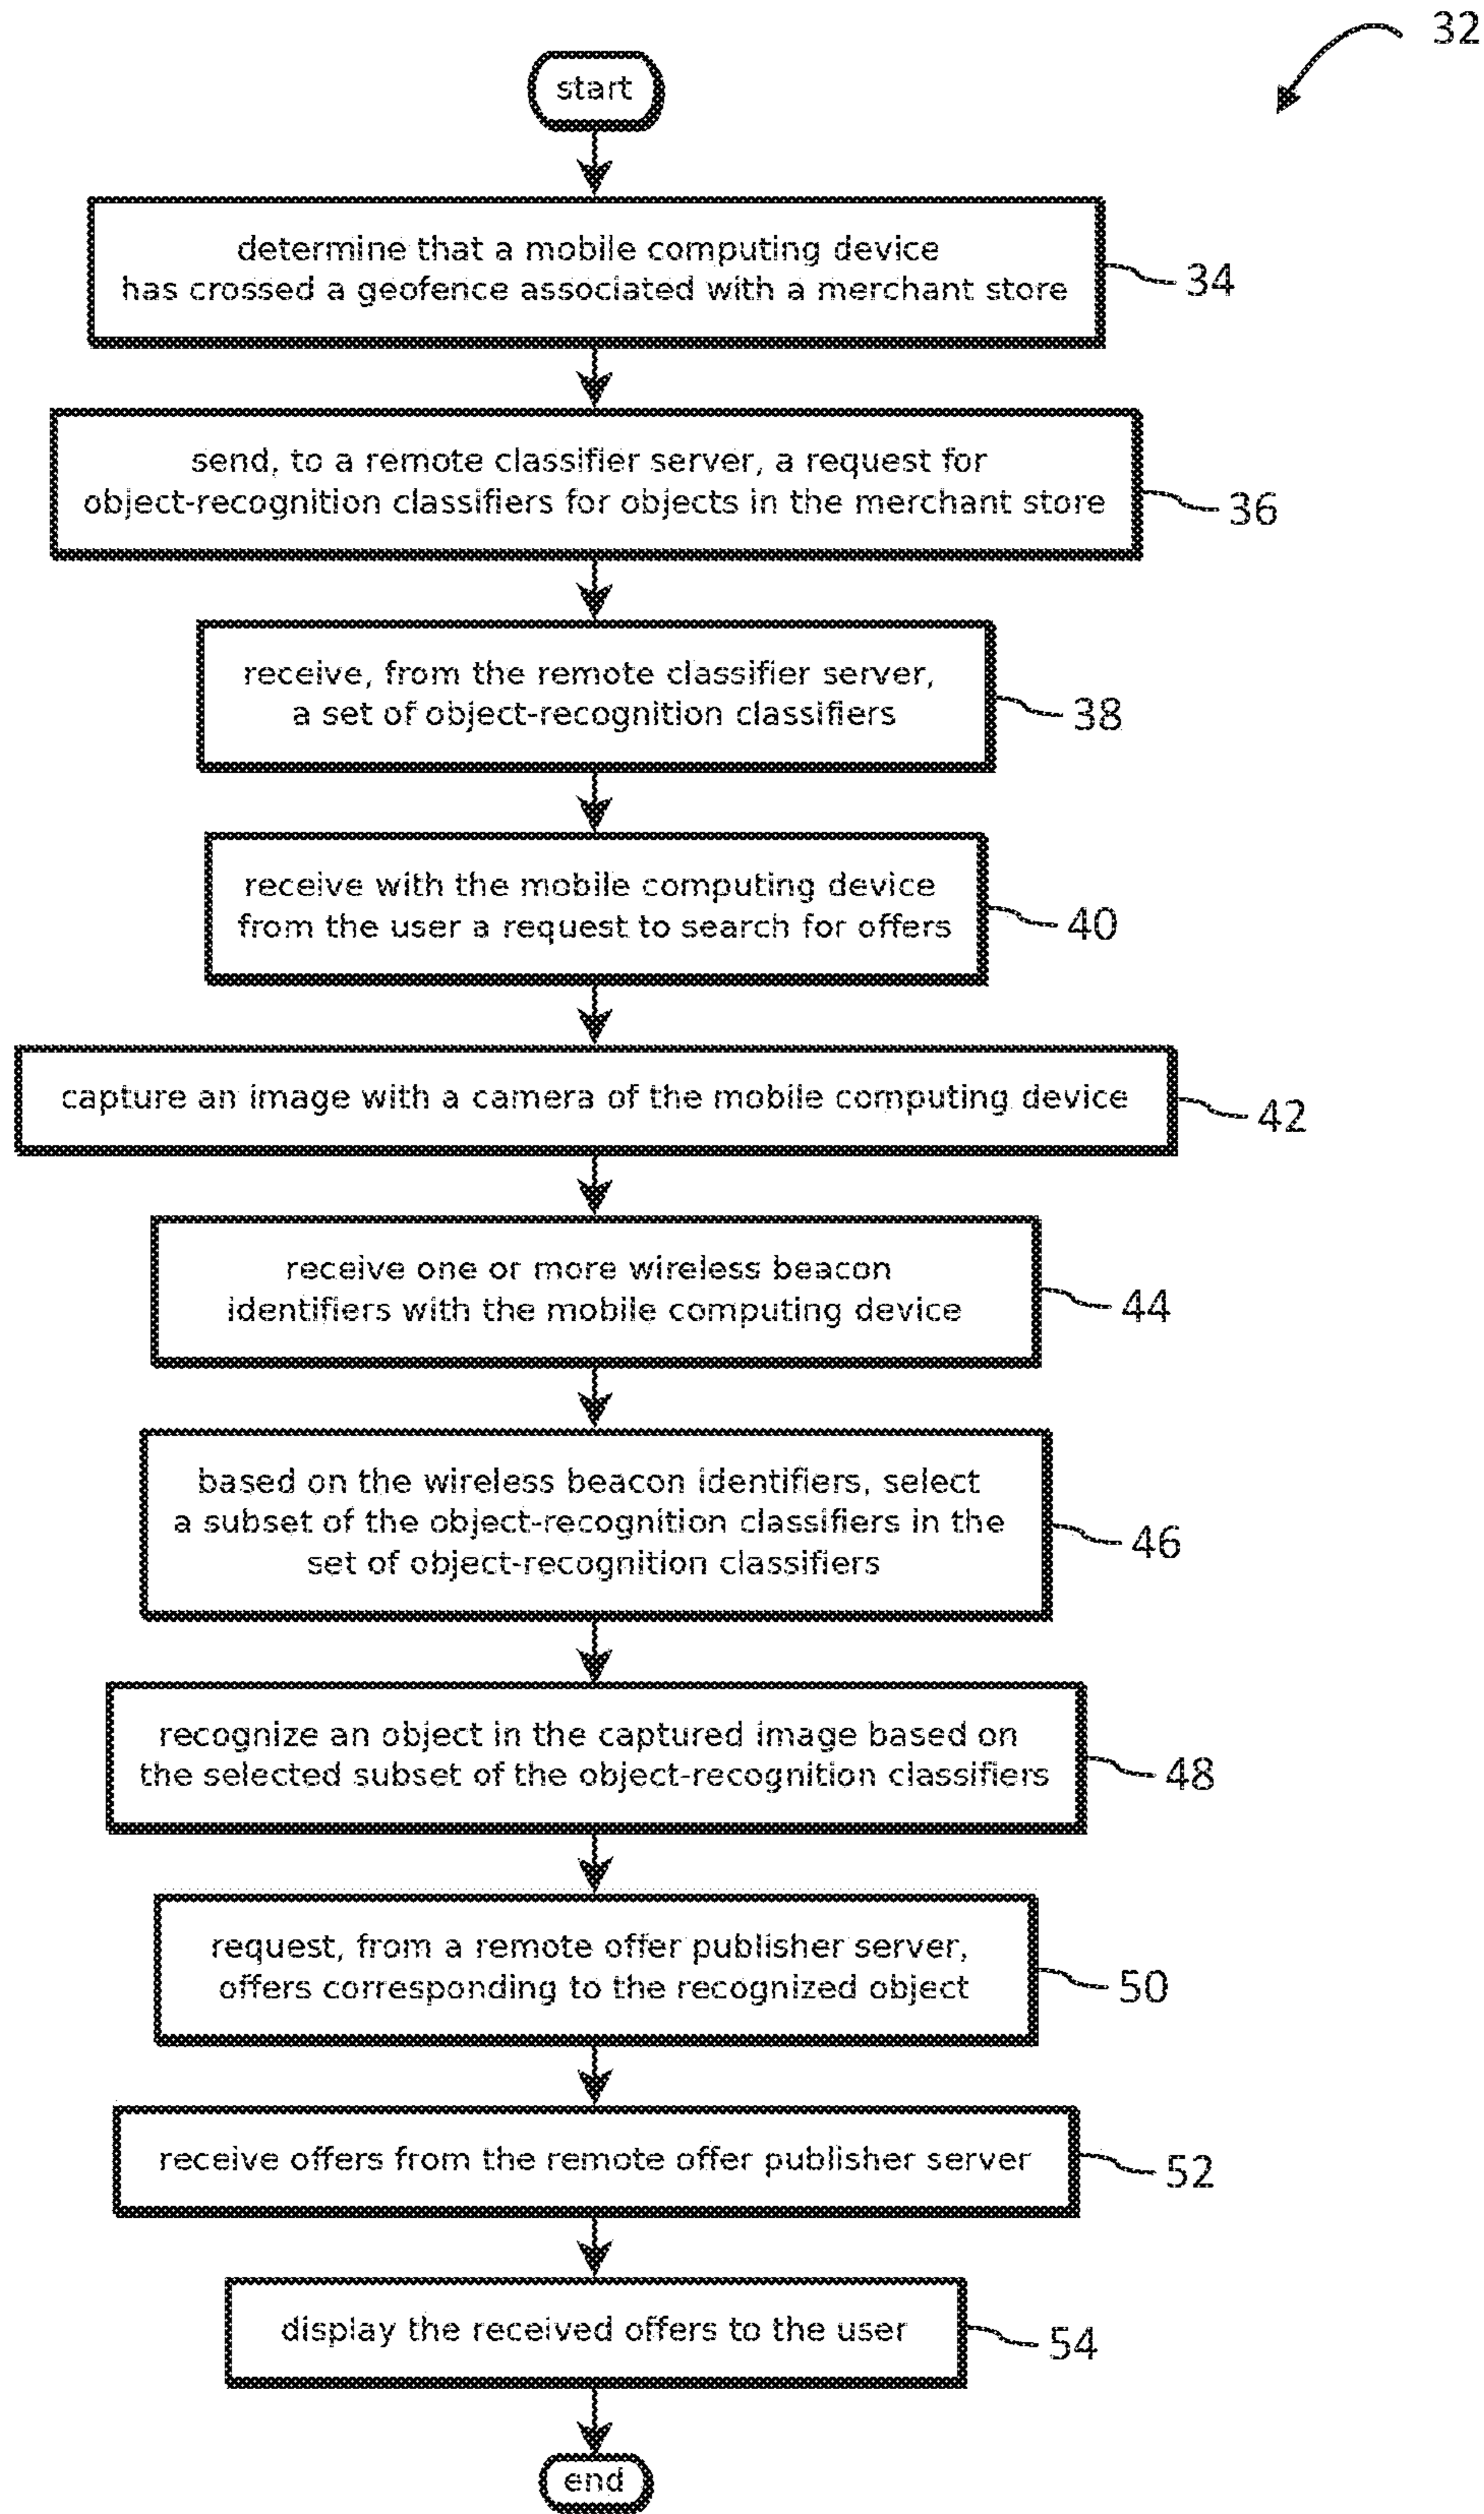 32
start
determine that a mobile computing device
has crossed a geofence associated with a merchant store
34
send, to a remote classifier server, a request for
object-recognition classifiers for objects in the merchant store
36
receive, from the remote classifier server,
a set of object-recognition classifiers
38
receive with the mobile computing device
from the user a request to search for offers
40
capture an image with a camera of the mobile computing device
42
receive one or more wireless beacon
identifiers with the mobile computing device
44
based on the wireless beacon identifiers, select
a subset of the object-recognition classifiers in the
set of object-recognition classifiers
46
recognize an object in the captured image based on
the selected subset of the object-recognition classifiers
48
request, from a remote offer publisher server,
offers corresponding to the recognized object
50
receive offers from the remote offer publisher server
52
display the received offers to the user
54
end